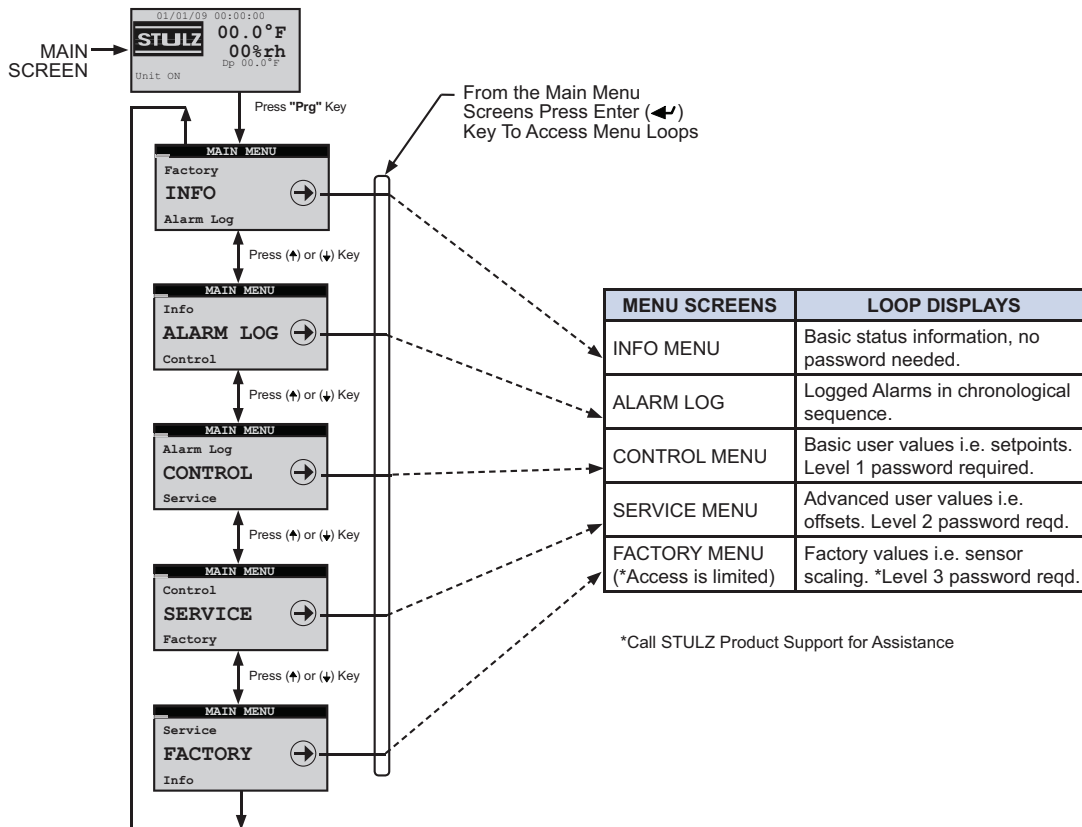 01/01/09 00:00:00
STULZ
00.0°F
00%rh
Dp 00.0°F
Unit ON
MAIN
SCREEN
Press "Prg" Key
From the Main Menu
Screens Press Enter (↵)
Key To Access Menu Loops
MAIN MENU
Factory
INFO
Alarm Log
Press (↑) or (↓) Key
MAIN MENU
Info
ALARM LOG
Control
Press (↑) or (↓) Key
MAIN MENU
Alarm Log
CONTROL
Service
Press (↑) or (↓) Key
MAIN MENU
Control
SERVICE
Factory
Press (↑) or (↓) Key
MAIN MENU
Service
FACTORY
Info
MENU SCREENS
LOOP DISPLAYS
INFO MENU
Basic status information, no
password needed.
ALARM LOG
Logged Alarms in chronological
sequence.
CONTROL MENU
Basic user values i.e. setpoints.
Level 1 password required.
SERVICE MENU
Advanced user values i.e.
offsets. Level 2 password reqd.
FACTORY MENU
(*Access is limited)
Factory values i.e. sensor
scaling. *Level 3 password reqd.
*Call STULZ Product Support for Assistance